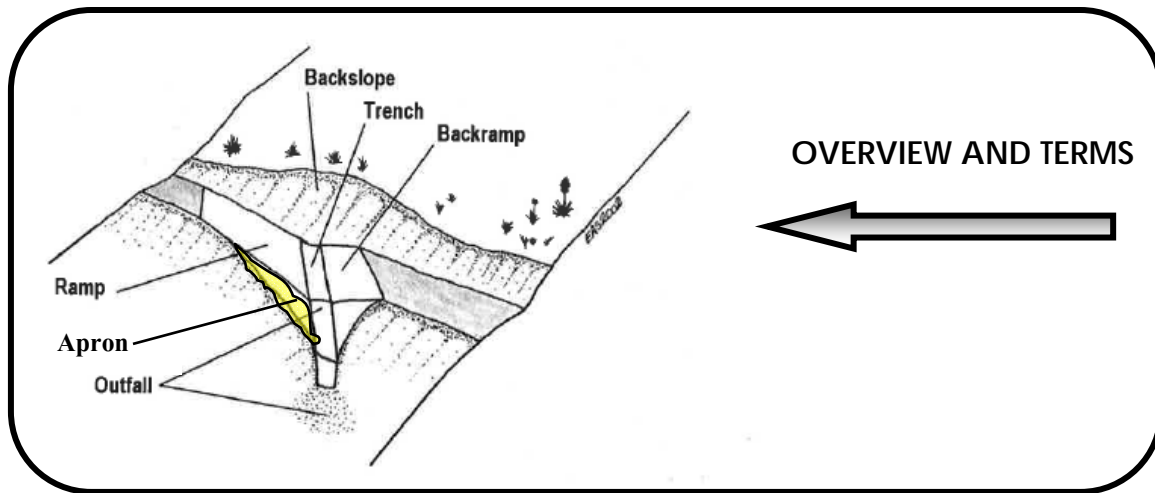 Backslope
Trench
Backramp
OVERVIEW AND TERMS
Ramp
Apron
Outfall